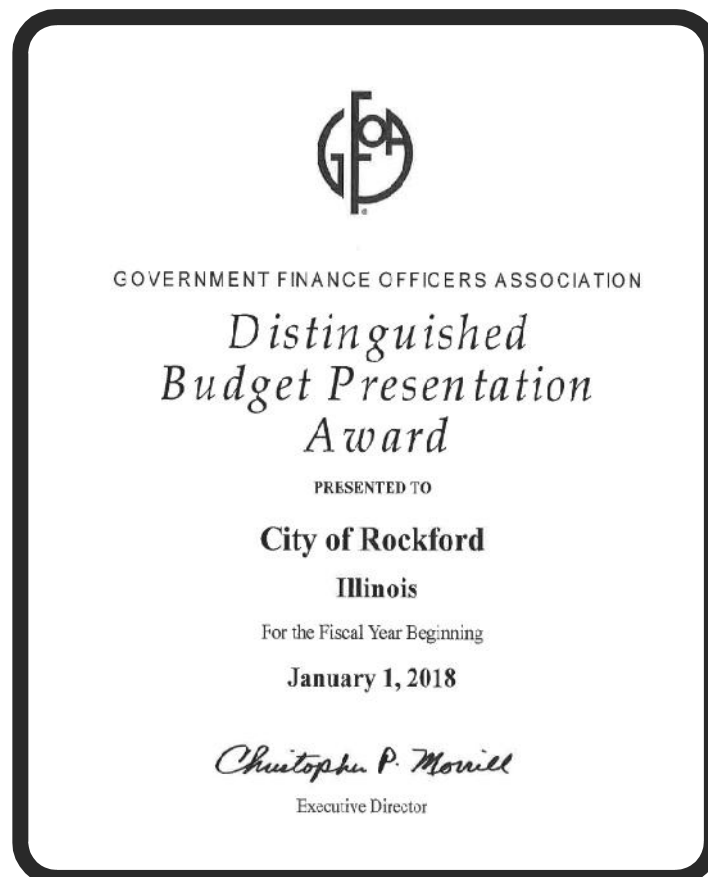 GFOA
GOVERNMENT FINANCE OFFICERS ASSOCIATION
Distinguished
Budget Presentation
Award
PRESENTED TO
City of Rockford
Illinois
For the Fiscal Year Beginning
January 1, 2018
Christopher P. Morrill
Executive Director